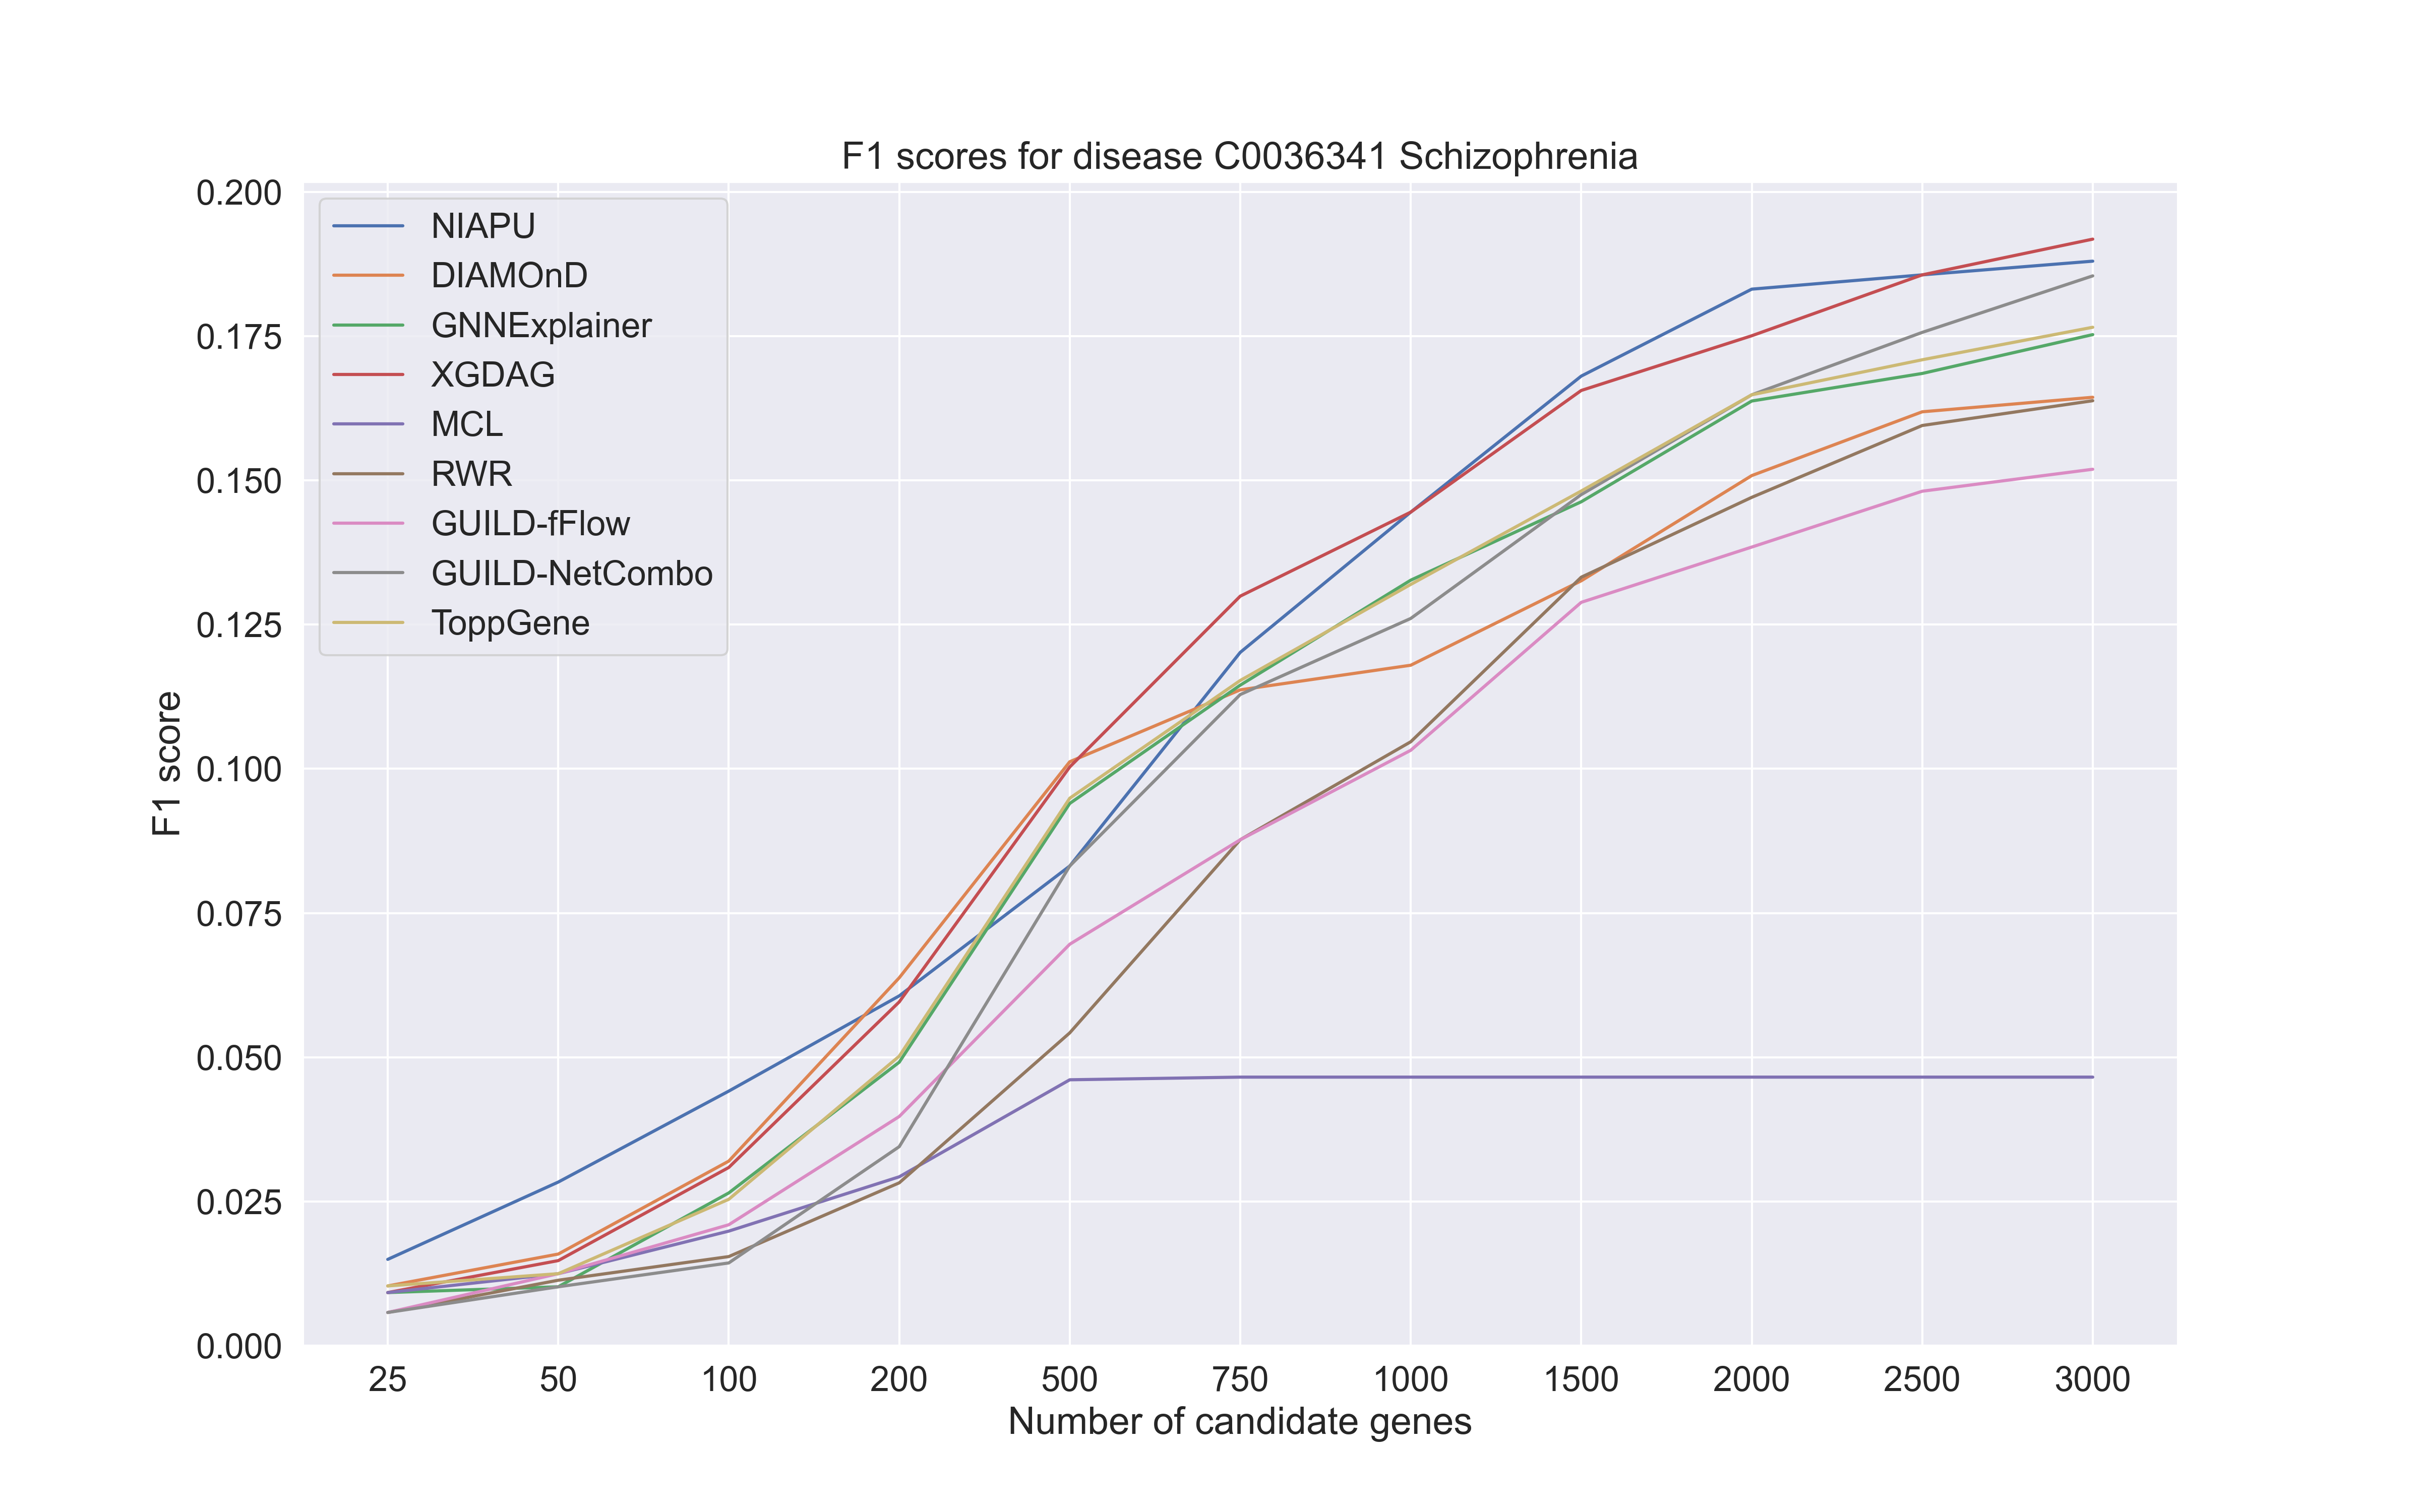 F1 scores for disease C0036341 Schizophrenia
0.200
0.175
0.150
0.125
0.100
0.075
0.050
0.025
0.000
F1 score
NIAPU
DIAMOnD
GNNExplainer
XGDAG
MCL
RWR
GUILD-fFlow
GUILD-NetCombo
ToppGene
25 50 100 200 500 750 1000 1500 2000 2500 3000
Number of candidate genes